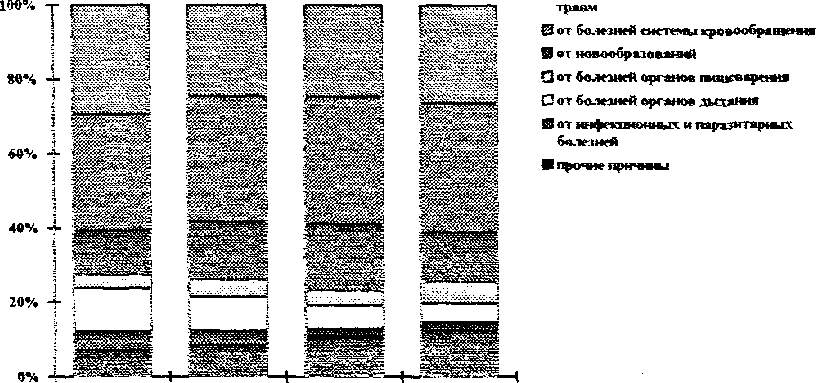 100%
80%
60%
40%
20%
0%
травм
от болезней системы кровообращения
от новообразований
от болезней органов пищеварения
от болезней органов дыхания
от инфекционных и паразитарных
болезней
прочие причины